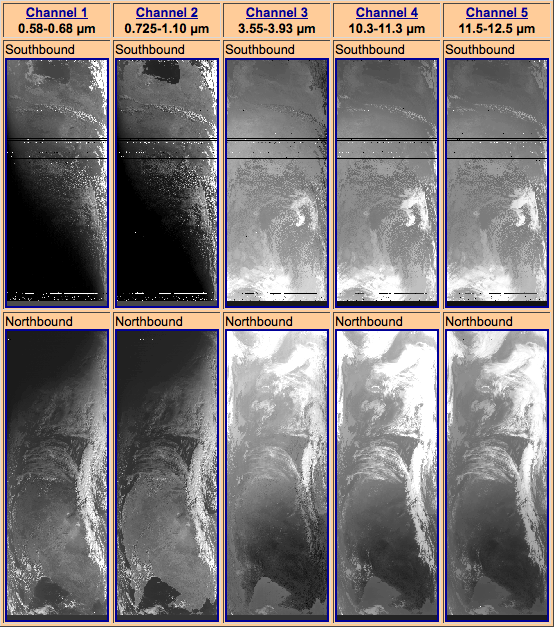 Channel 1 Channel 2 Channel 3 Channel 4 Channel 5
0.58-0.68 µm 0.725-1.10 µm 3.55-3.93 µm 10.3-11.3 µm 11.5-12.5 µm
Southbound Southbound Southbound Southbound Southbound
Northbound Northbound Northbound Northbound Northbound